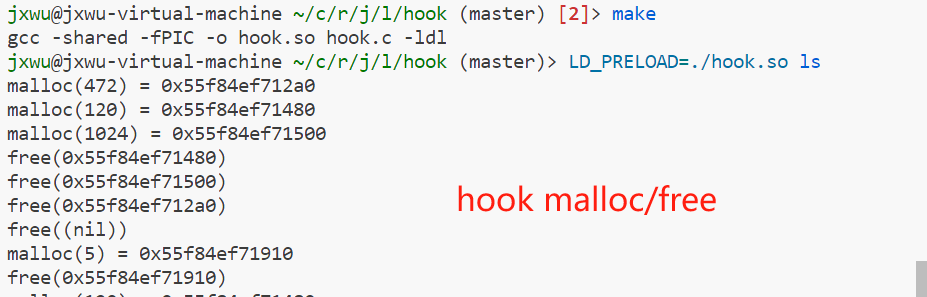 jxwu@jxwu-virtual-machine ~/c/r/j/l/hook (master) [2]> make
gcc -shared -fPIC -o hook.so hook.c -ldl
jxwu@jxwu-virtual-machine ~/c/r/j/l/hook (master)> LD_PRELOAD=./hook.so ls
malloc(472) = 0x55f84ef712a0
malloc(120) = 0x55f84ef71480
malloc(1024) = 0x55f84ef71500
free(0x55f84ef71480)
free(0x55f84ef71500)
free(0x55f84ef712a0)
hook malloc/free
free((nil))
malloc(5) = 0x55f84ef71910
free(0x55f84ef71910)